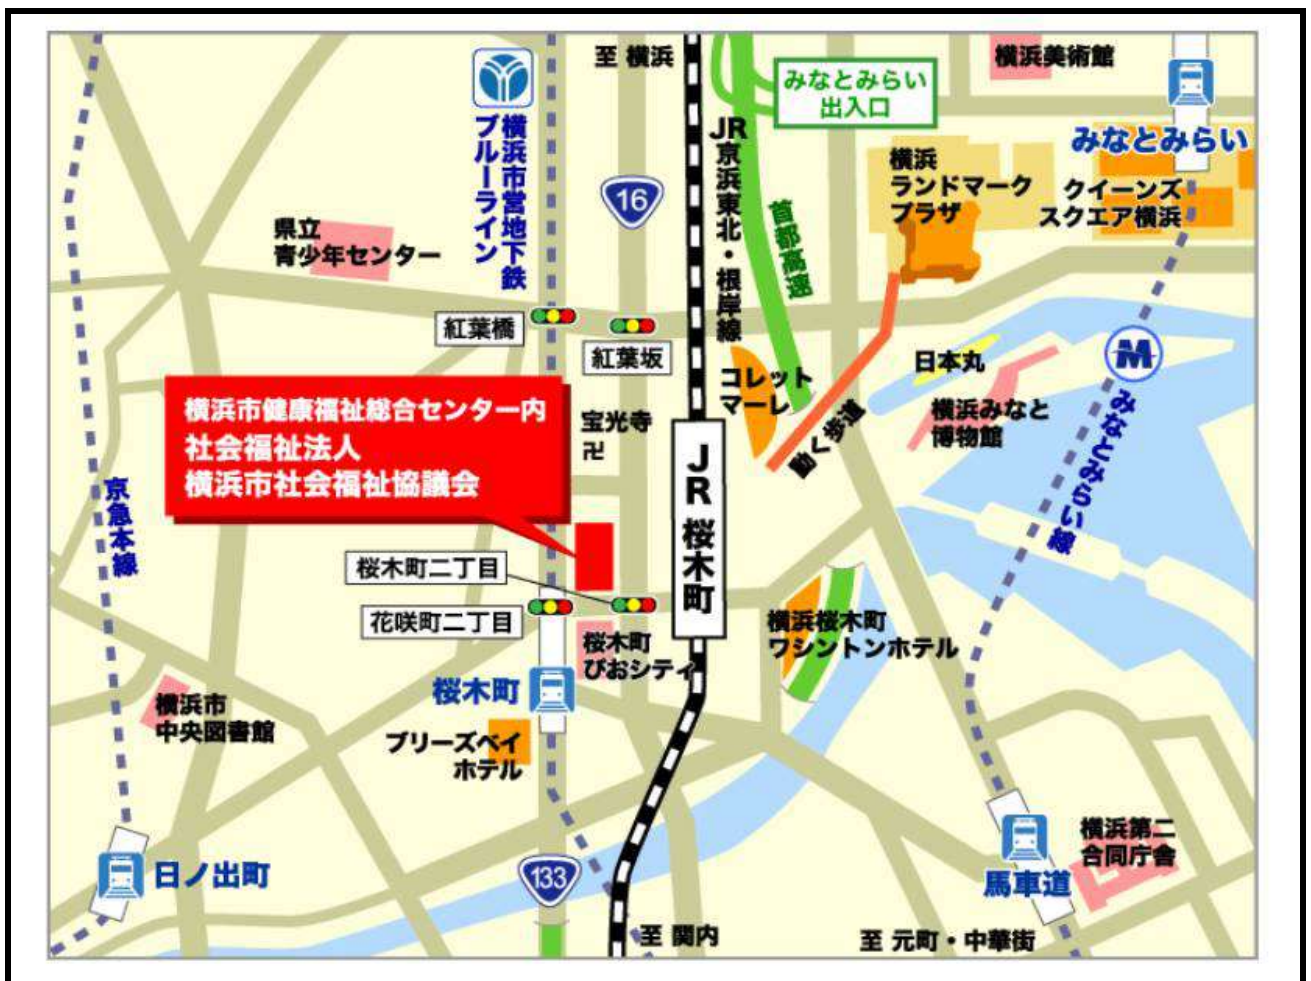 至 横浜
横浜美術館
みなとみらい
出入口
みなとみらい
横浜市営地下鉄
ブルーライン
JR京浜東北・根岸線
横浜
ランドマーク
プラザ
クイーンズ
スクエア横浜
16
首都高速
県立
青少年センター
紅葉橋
紅葉坂
コレット
マーレ
日本丸
M
みなとみらい線
横浜みなと
博物館
動く歩道
横浜市健康福祉総合センター内
社会福祉法人
横浜市社会福祉協議会
宝光寺
卍
JR桜木町
京急本線
桜木町二丁目
花咲町二丁目
桜木町
ぴおシティ
横浜桜木町
ワシントンホテル
桜木町
横浜市
中央図書館
ブリーズベイ
ホテル
日ノ出町
133
馬車道
横浜第二
合同庁舎
至 関内
至 元町・中華街